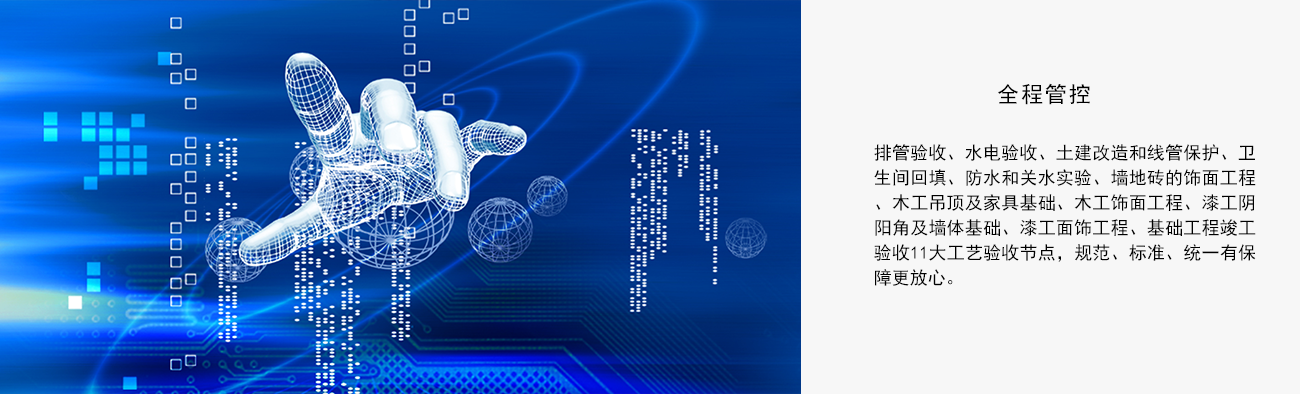 全程管控
排管验收、水电验收、土建改造和线管保护、卫
生间回填、防水和关水实验、墙地砖的饰面工程
、木工吊顶及家具基础、木工饰面工程、漆工阴
阳角及墙体基础、漆工面饰工程、基础工程竣工
验收11大工艺验收节点，规范、标准、统一有保
障更放心。